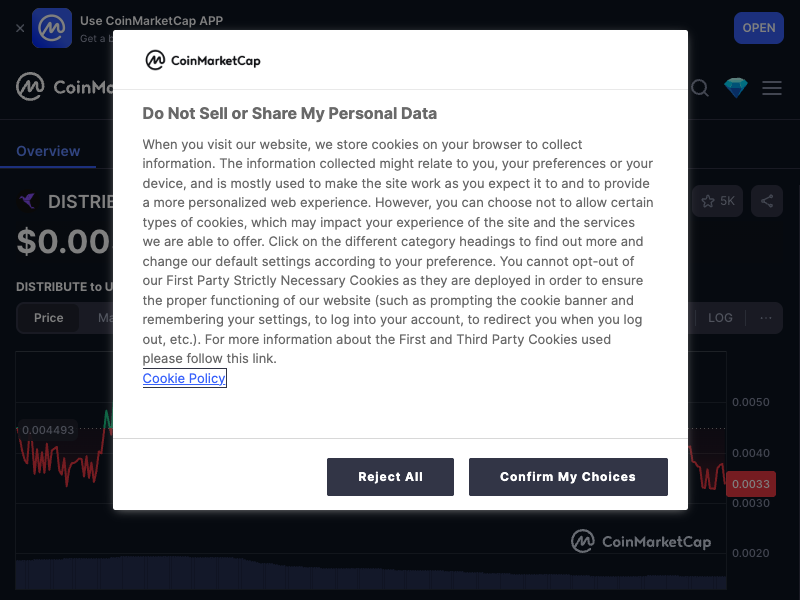 Use CoinMarketCap APP
Get a b
OPEN
CoinMa
Overview
DISTRIB
5K
$0.00
DISTRIBUTE to U
Price
Ma
LOG
0.0050
0.004493
0.0040
0.0033
0.0030
0.0020
CoinMarketCap
CoinMarketCap
Do Not Sell or Share My Personal Data
When you visit our website, we store cookies on your browser to collect
information. The information collected might relate to you, your preferences or your
device, and is mostly used to make the site work as you expect it to and to provide
a more personalized web experience. However, you can choose not to allow certain
types of cookies, which may impact your experience of the site and the services
we are able to offer. Click on the different category headings to find out more and
change our default settings according to your preference. You cannot opt-out of
our First Party Strictly Necessary Cookies as they are deployed in order to ensure
the proper functioning of our website (such as prompting the cookie banner and
remembering your settings, to log into your account, to redirect you when you log
out, etc.). For more information about the First and Third Party Cookies used
please follow this link.
Cookie Policy
Reject All
Confirm My Choices